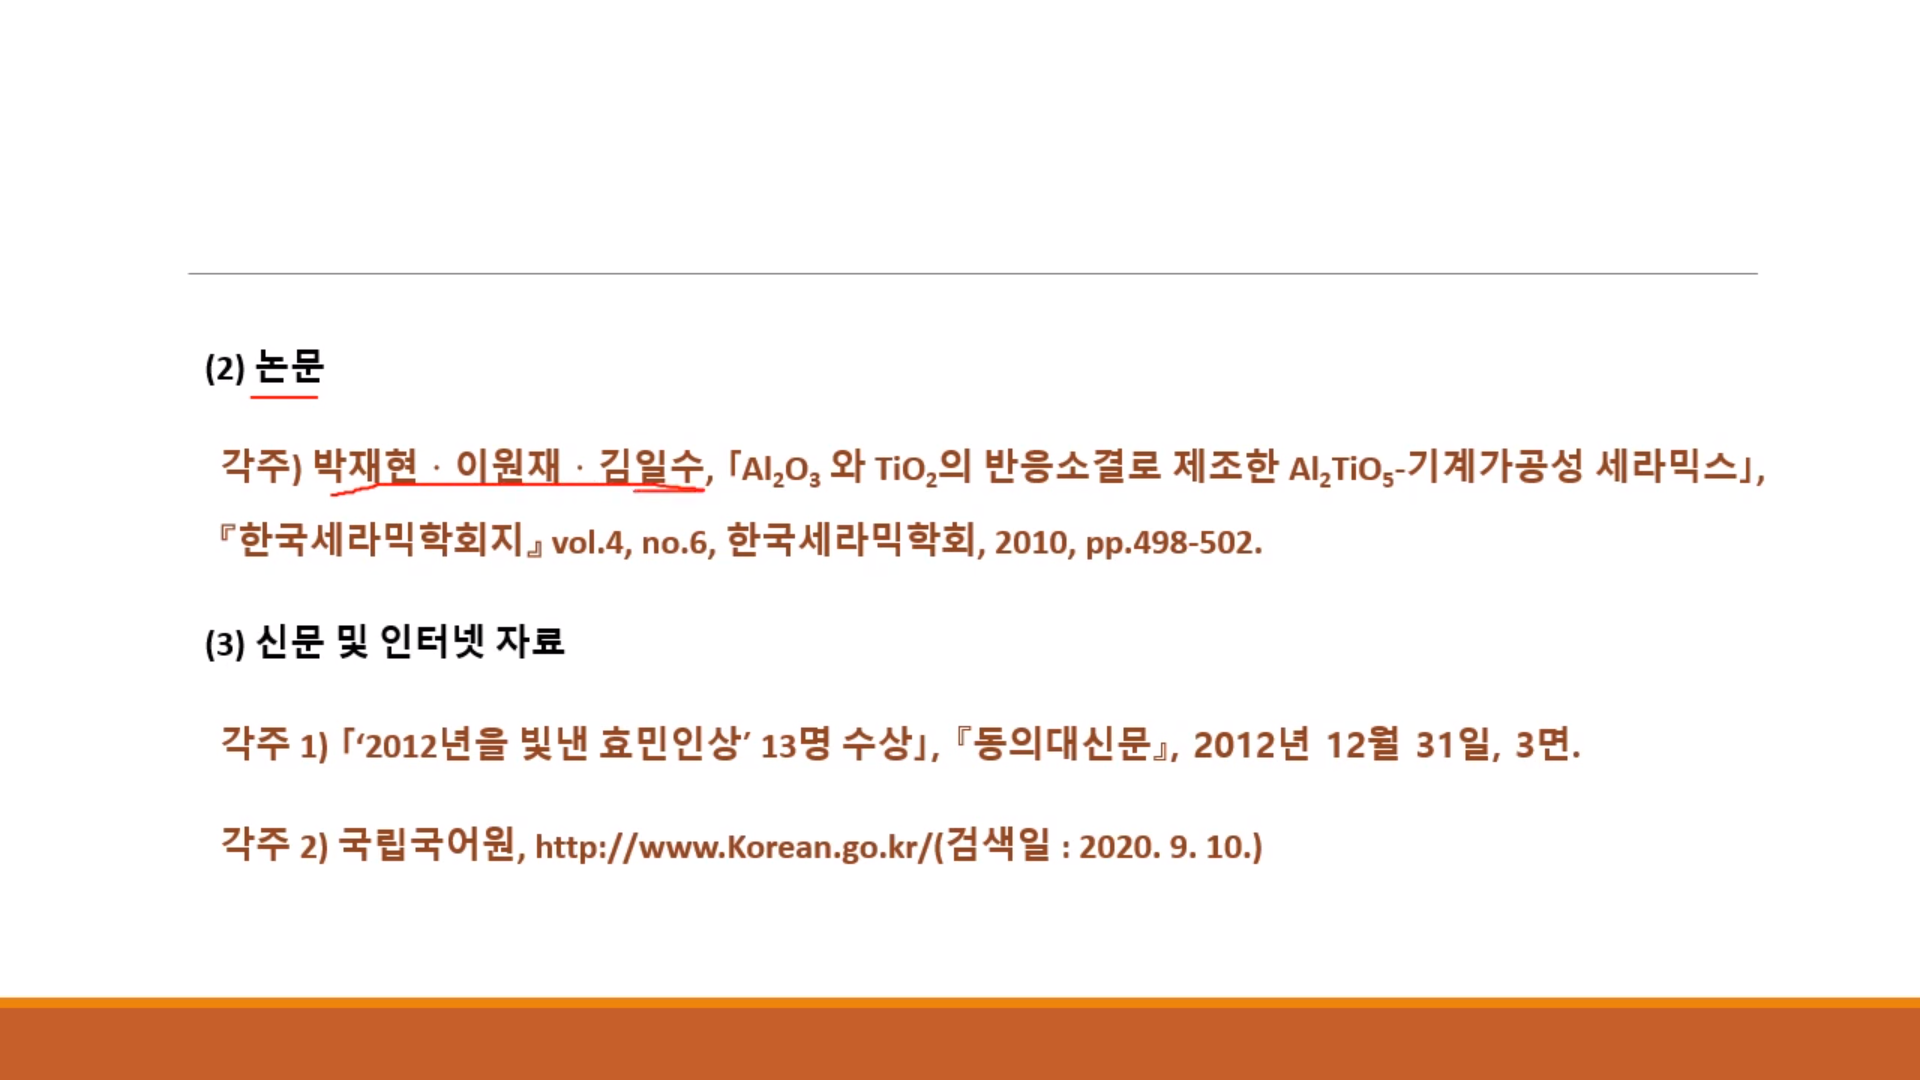 (2) 논문
각주) 박재현 · 이원재 · 김일수, 「Al₂O₃ 와 TiO₂의 반응소결로 제조한 Al₂TiO₅-기계가공성 세라믹스」,
『한국세라믹학회지』 vol.4, no.6, 한국세라믹학회, 2010, pp.498-502.
(3) 신문 및 인터넷 자료
각주 1) 「‘2012년을 빛낸 효민인상’ 13명 수상」, 『동의대신문』, 2012년 12월 31일, 3면.
각주 2) 국립국어원, http://www.Korean.go.kr/(검색일 : 2020. 9. 10.)